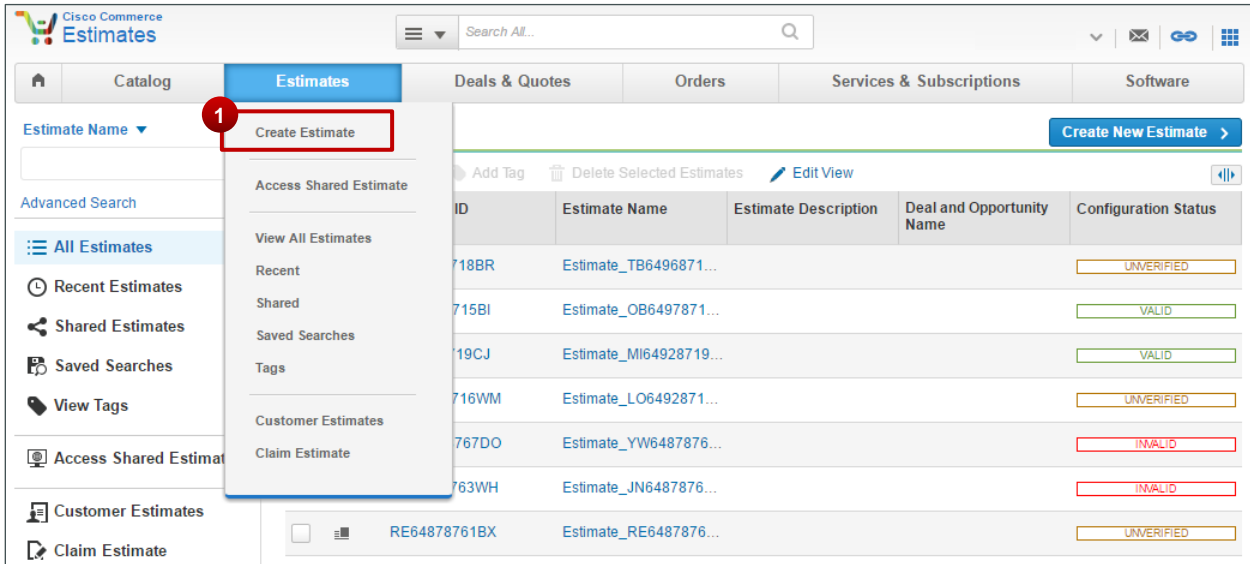 Cisco Commerce
Estimates
Search All...
Catalog
Estimates
Deals & Quotes
Orders
Services & Subscriptions
Software
1
Estimate Name
Create Estimate
Create New Estimate
Access Shared Estimate
Add Tag
Delete Selected Estimates
Edit View
Advanced Search
ID
Estimate Name
Estimate Description
Deal and Opportunity
Name
Configuration Status
All Estimates
View All Estimates
718BR
Estimate_TB6496871...
UNVERIFIED
Recent Estimates
Recent
Shared
715BI
Estimate_OB6497871...
VALID
Shared Estimates
Saved Searches
19CJ
Estimate_MI64928719...
VALID
Saved Searches
Tags
View Tags
716WM
Estimate_LO6492871...
UNVERIFIED
Customer Estimates
767DO
Estimate_YW6487876...
INVALID
Access Shared Estimat
Claim Estimate
763WH
Estimate_JN6487876...
INVALID
Customer Estimates
RE64878761BX
Estimate_RE6487876...
UNVERIFIED
Claim Estimate